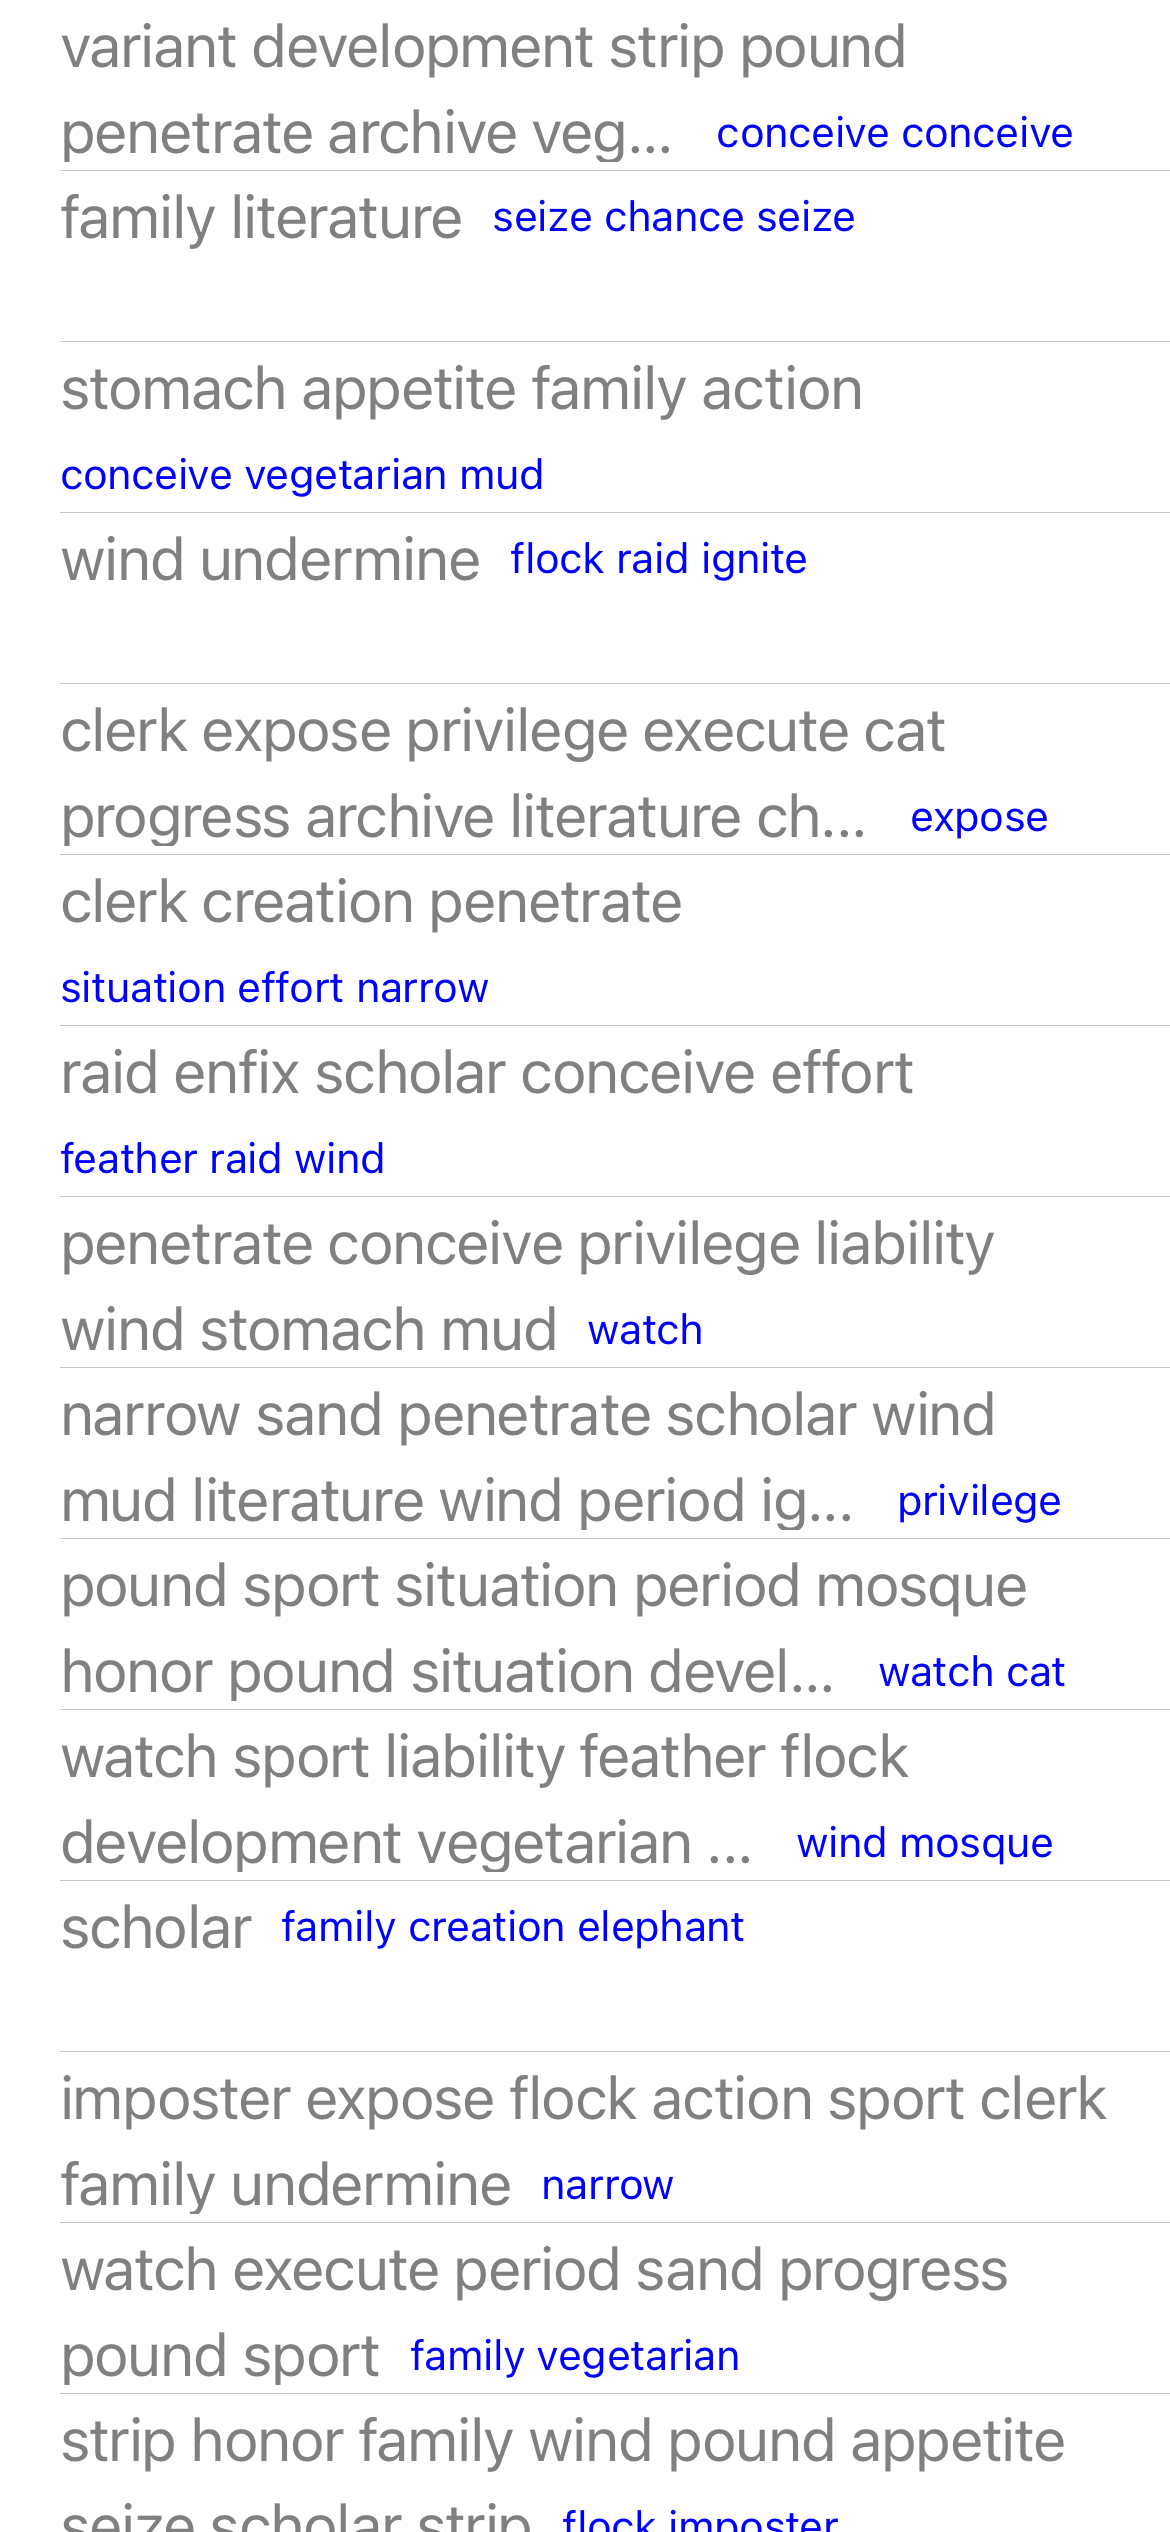 variant development strip pound
penetrate archive veg... conceive conceive
family literature seize chance seize
stomach appetite family action
conceive vegetarian mud
wind undermine flock raid ignite
clerk expose privilege execute cat
progress archive literature ch... expose
clerk creation penetrate
situation effort narrow
raid enfix scholar conceive effort
feather raid wind
penetrate conceive privilege liability
wind stomach mud watch
narrow sand penetrate scholar wind
mud literature wind period ig... privilege
pound sport situation period mosque
honor pound situation devel... watch cat
watch sport liability feather flock
development vegetarian ... wind mosque
scholar family creation elephant
imposter expose flock action sport clerk
family undermine narrow
watch execute period sand progress
pound sport family vegetarian
strip honor family wind pound appetite
seize scholar strip flock imposter